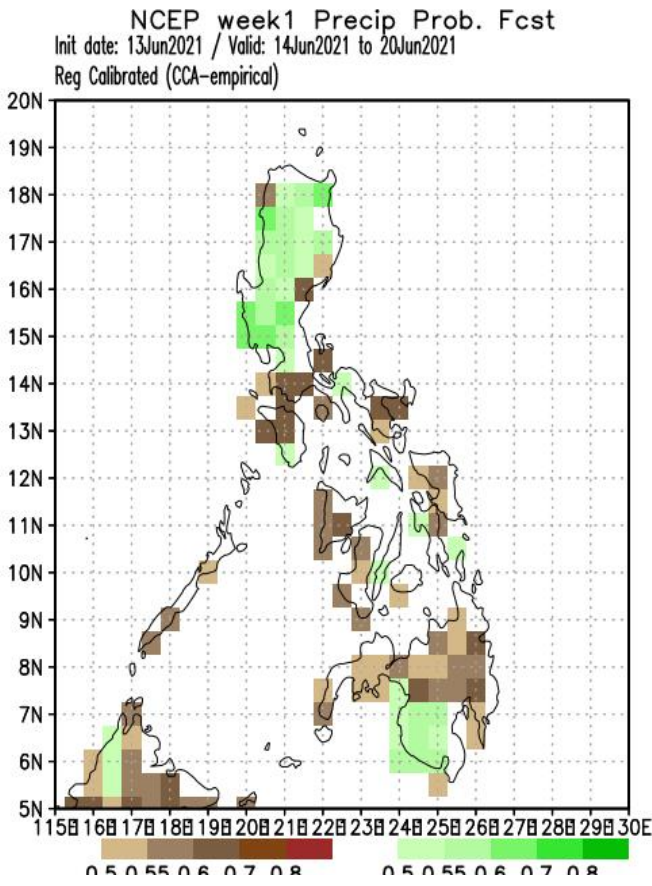 NCEP week1 Precip Prob. Fcst
Init date: 13Jun2021 / Valid: 14Jun2021 to 20Jun2021
Reg Calibrated (CCA-empirical)
20N
19N
18N
17N
16N
15N
14N
13N
12N
11N
10N
9N
8N
7N
6N
5N
115E 116E 117E 118E 119E 120E 121E 122E 123E 124E 125E 126E 127E 128E 129E 130E
0.5 0.55 0.6 0.7 0.8 0.5 0.55 0.6 0.7 0.8